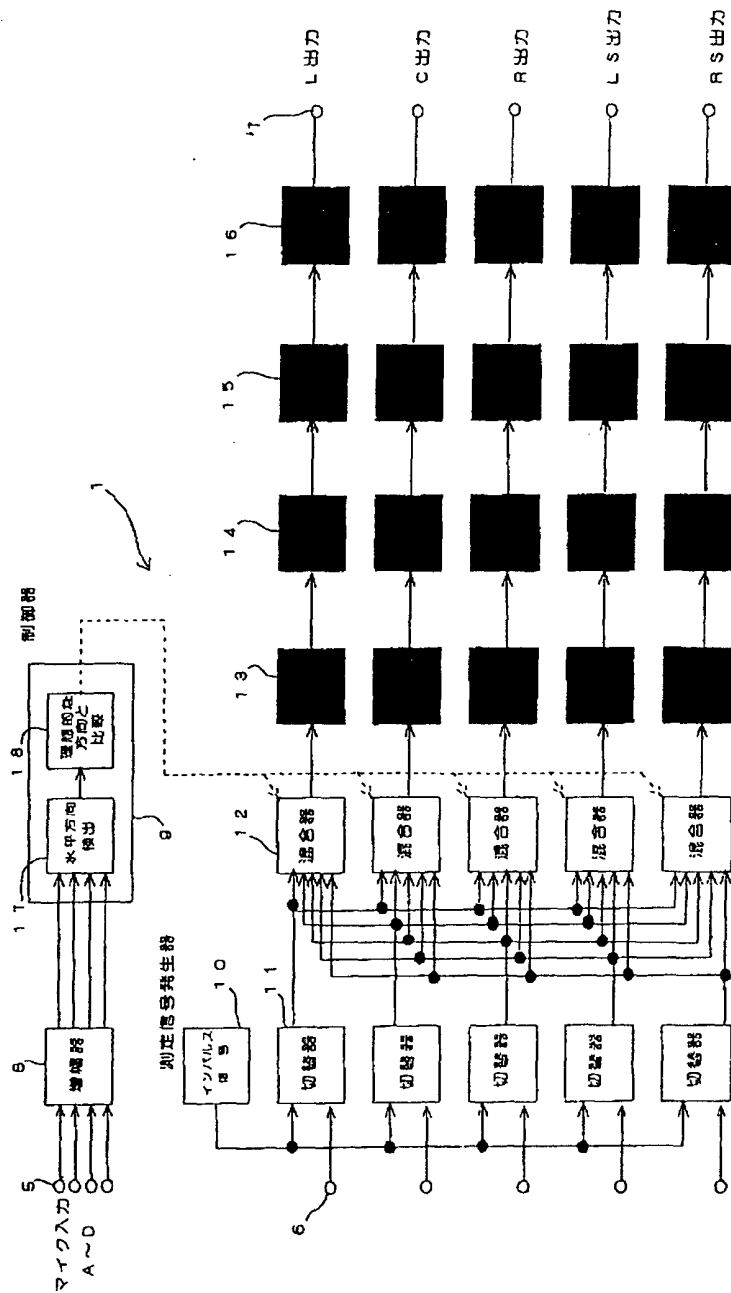 マイク入力
A~D
5
増幅器
8
制御器
17
水平方向
検出
18
理想的な
方向と
比較
9
1
測定信号発生器
10
インパルス
信号
6
11
切替器
切替器
切替器
切替器
切替器
12
混合器
混合器
混合器
混合器
混合器
13
14
15
16
7
L出力
C出力
R出力
LS出力
RS出力